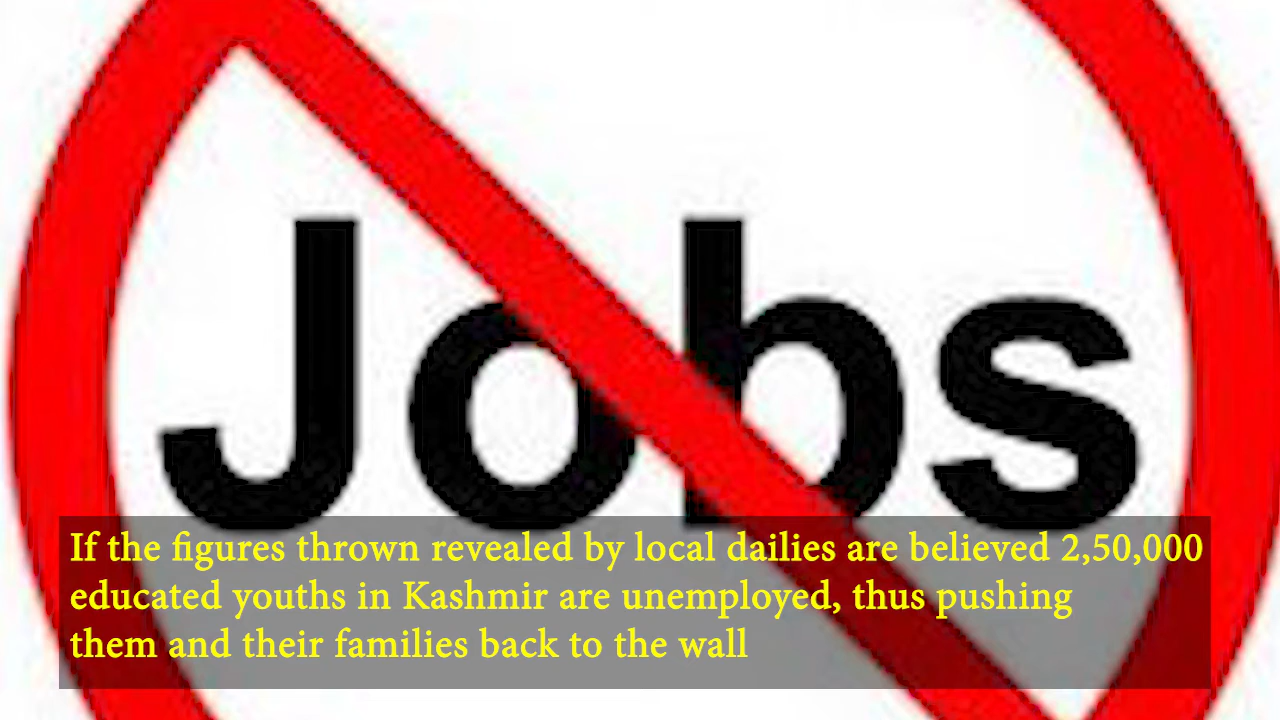 Jobs
If the figures thrown revealed by local dailies are believed 2,50,000
educated youths in Kashmir are unemployed, thus pushing
them and their families back to the wall